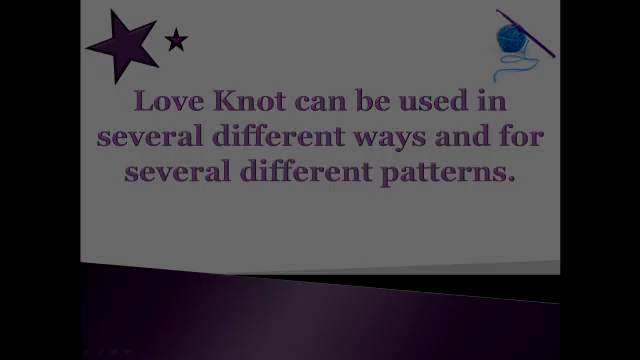 Love Knot can be used in
several different ways and for
several different patterns.